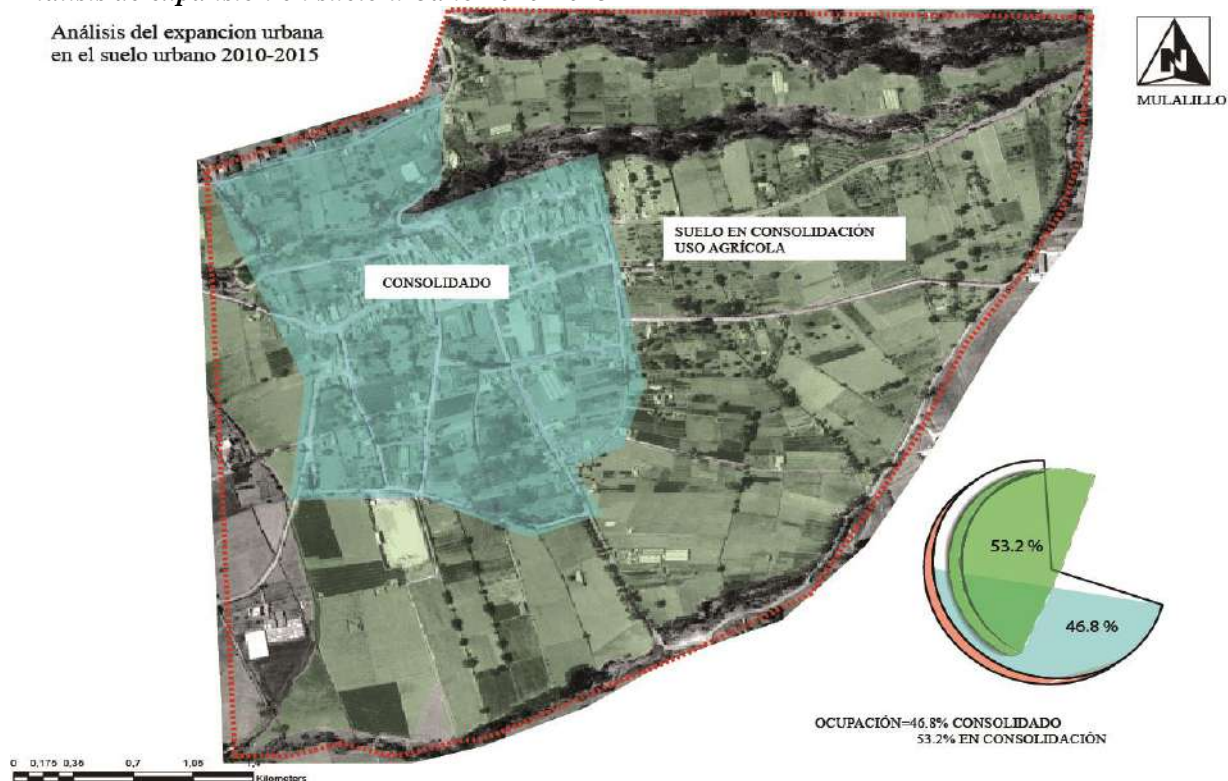 Análisis del expancion urbana
en el suelo urbano 2010-2015
N
MULALILLO
SUELO EN CONSOLIDACIÓN
USO AGRÍCOLA
CONSOLIDADO
53.2 %
46.8 %
OCUPACIÓN=46.8% CONSOLIDADO
53.2% EN CONSOLIDACIÓN
0 0,175 0,35 0,7 1,05
Kilometers